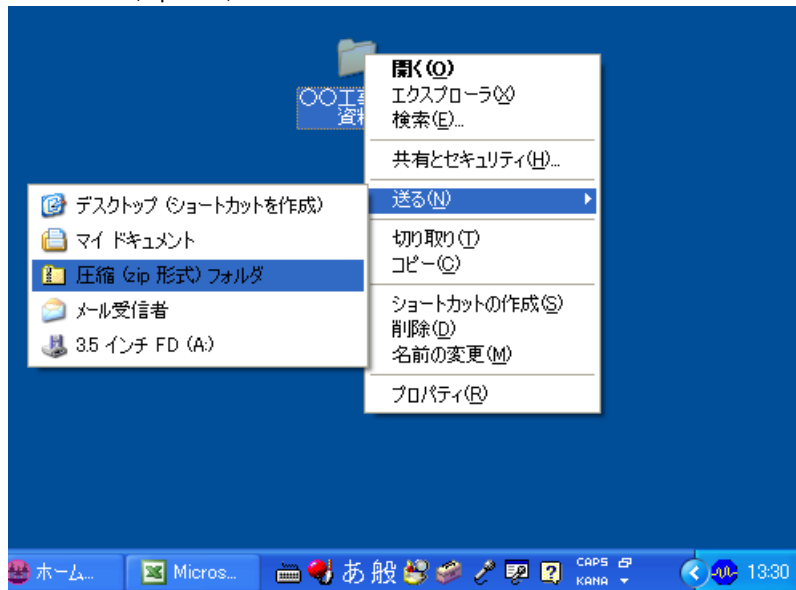 開く(O)
〇〇工事
資料
エクスプローラ(X)
検索(E)...
共有とセキュリティ(H)...
送る(N)
デスクトップ (ショートカットを作成)
マイ ドキュメント
圧縮 (zip 形式) フォルダ
メール受信者
3.5 インチ FD (A:)
切り取り(T)
コピー(C)
ショートカットの作成(S)
削除(D)
名前の変更(M)
プロパティ(R)
ホーム...
Micros...
あ 般
CAPS
KANA
13:30